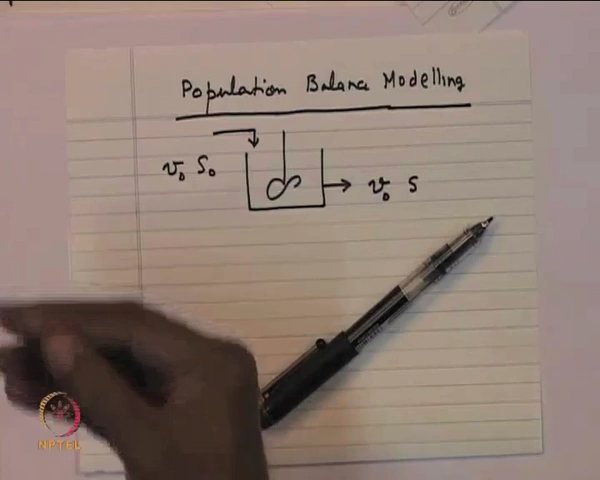 Population Balance Modelling
v₀ S₀
v₀ S
NPTEL